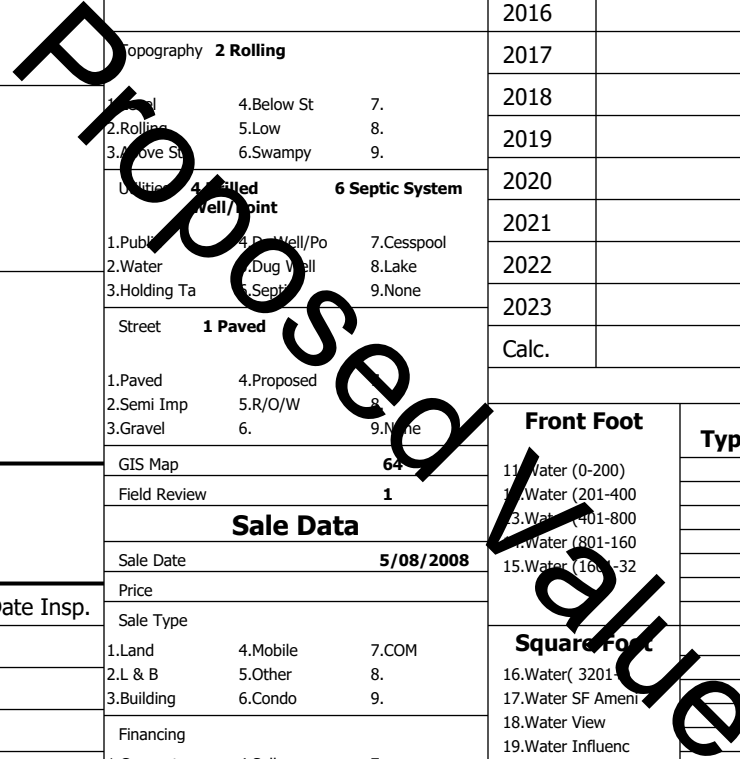 Topography 2 Rolling
4.Below St 7.
2.Rolling 5.Low 8.
3.Above St 6.Swampy 9.
Utilities 4 Drilled 6 Septic System
Well/Point
4.Dr Well/Po 7.Cesspool
2.Water 5.Dug Well 8.Lake
3.Holding Ta 6.Septic 9.None
Street 1 Paved
1.Paved 4.Proposed
2.Semi Imp 5.R/O/W 8.
3.Gravel 6. 9.None
GIS Map 64
Field Review 1
Sale Data
Sale Date 5/08/2008
Price
Sale Type
1.Land 4.Mobile 7.COM
2.L & B 5.Other 8.
3.Building 6.Condo 9.
Financing
Date Insp.
2016
2017
2018
2019
2020
2021
2022
2023
Calc.
Front Foot
11.Water (0-200)
12.Water (201-400
13.Water (401-800
14.Water (801-160
15.Water (1601-32
Square Foot
16.Water( 3201-
17.Water SF Ameni
18.Water View
19.Water Influenc
Typ
Proposed Value